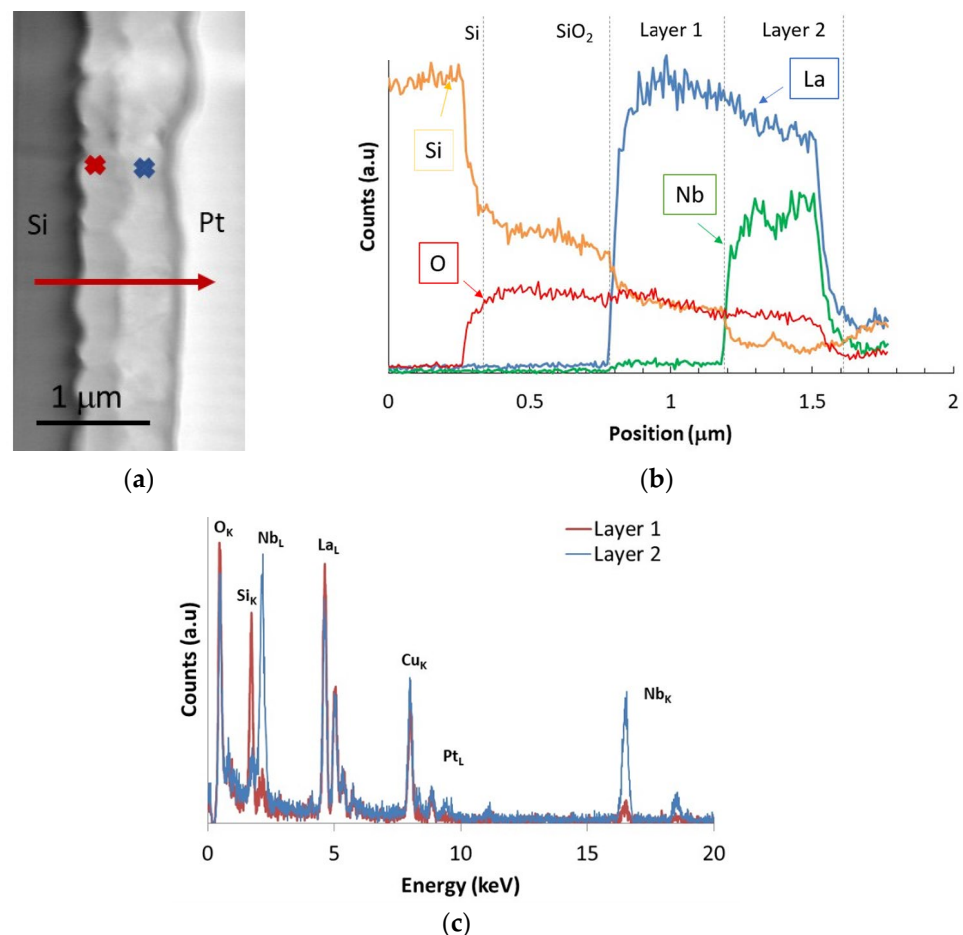 Si
Pt
1 μm
(a)
Si
SiO2
Layer 1
Layer 2
La
Si
Nb
O
Counts (a.u)
0
0.5
1
1,5
2
Position (μm)
(b)
Layer 1
Layer 2
OK
NbL
LaL
SiK
CuK
NbK
PtL
Counts (a.u)
0
5
10
15
20
Energy (keV)
(c)